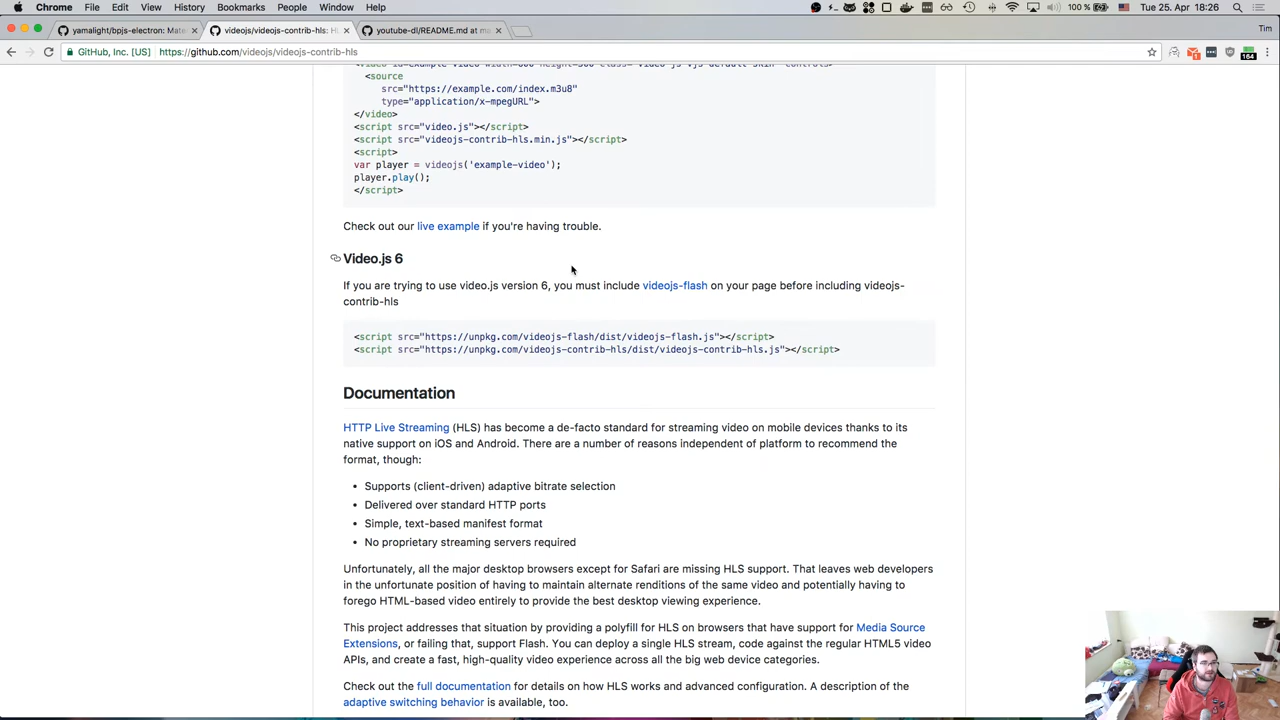 Chrome File Edit View History Bookmarks People Window Help 100 % Tue 25. Apr 18:26
yamalight/bpjs-electron: Mate × videojs/videojs-contrib-hls: H × youtube-dl/README.md at ma × Tim
GitHub, Inc. [US] https://github.com/videojs/videojs-contrib-hls 1 164
<source
src="https://example.com/index.m3u8"
type="application/x-mpegURL">
</video>
<script src="video.js"></script>
<script src="videojs-contrib-hls.min.js"></script>
<script>
var player = videojs('example-video');
player.play();
</script>
Check out our live example if you're having trouble.
Video.js 6
If you are trying to use video.js version 6, you must include videojs-flash on your page before including videojs-
contrib-hls
<script src="https://unpkg.com/videojs-flash/dist/videojs-flash.js"></script>
<script src="https://unpkg.com/videojs-contrib-hls/dist/videojs-contrib-hls.js"></script>
Documentation
HTTP Live Streaming (HLS) has become a de-facto standard for streaming video on mobile devices thanks to its
native support on iOS and Android. There are a number of reasons independent of platform to recommend the
format, though:
• Supports (client-driven) adaptive bitrate selection
• Delivered over standard HTTP ports
• Simple, text-based manifest format
• No proprietary streaming servers required
Unfortunately, all the major desktop browsers except for Safari are missing HLS support. That leaves web developers
in the unfortunate position of having to maintain alternate renditions of the same video and potentially having to
forego HTML-based video entirely to provide the best desktop viewing experience.
This project addresses that situation by providing a polyfill for HLS on browsers that have support for Media Source
Extensions, or failing that, support Flash. You can deploy a single HLS stream, code against the regular HTML5 video
APIs, and create a fast, high-quality video experience across all the big web device categories.
Check out the full documentation for details on how HLS works and advanced configuration. A description of the
adaptive switching behavior is available, too.